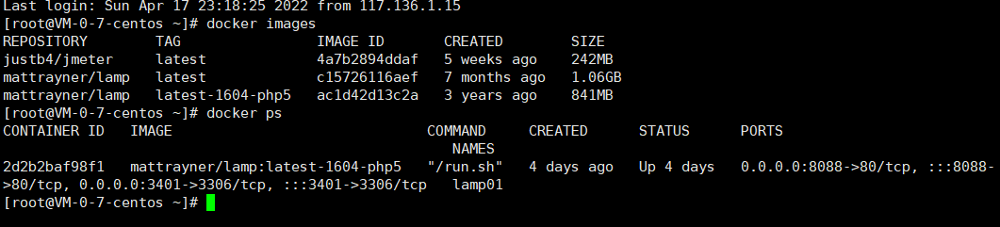 Last login: Sun Apr 17 23:18:25 2022 from 117.136.1.15
[root@VM-0-7-centos ~]# docker images
REPOSITORY       TAG                IMAGE ID       CREATED        SIZE
justb4/jmeter    latest             4a7b2894ddaf   5 weeks ago    242MB
mattrayner/lamp   latest             c15726116aef   7 months ago   1.06GB
mattrayner/lamp   latest-1604-php5   ac1d42d13c2a   3 years ago    841MB
[root@VM-0-7-centos ~]# docker ps
CONTAINER ID   IMAGE                              COMMAND     CREATED      STATUS      PORTS
NAMES
2d2b2baf98f1   mattrayner/lamp:latest-1604-php5   "/run.sh"   4 days ago   Up 4 days   0.0.0.0:8088->80/tcp, :::8088-
>80/tcp, 0.0.0.0:3401->3306/tcp, :::3401->3306/tcp   lamp01
[root@VM-0-7-centos ~]#